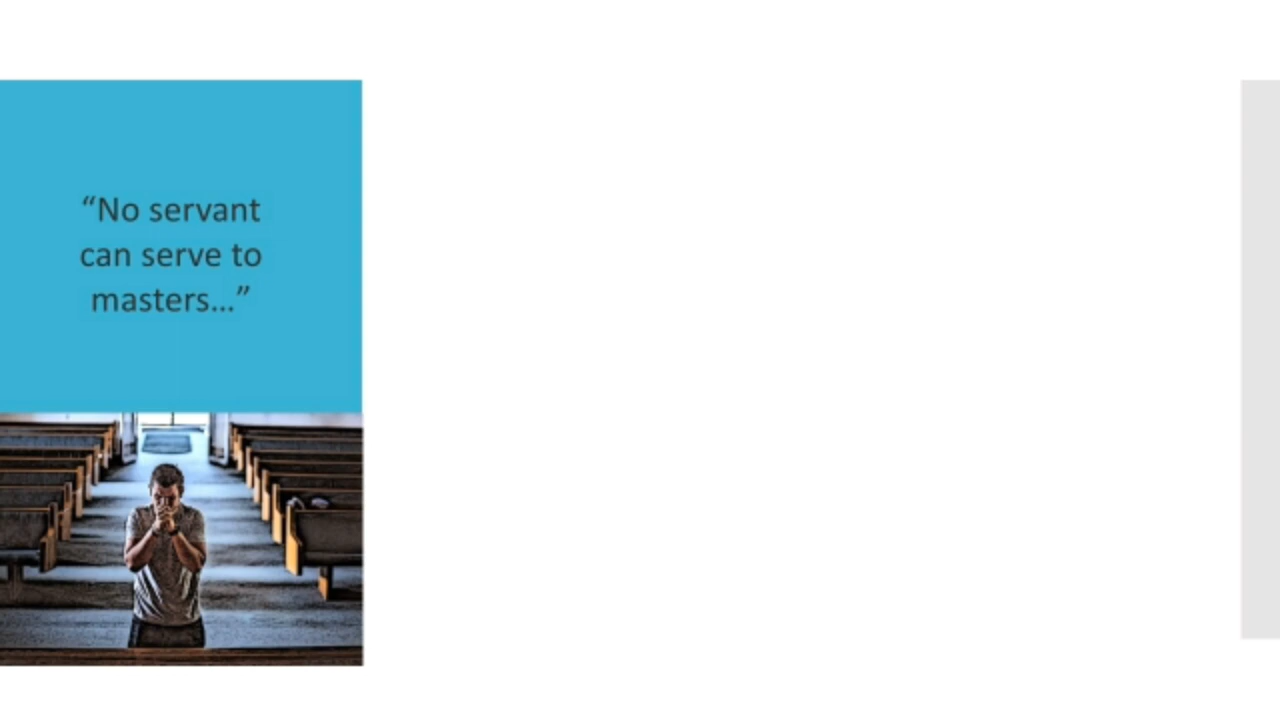 “No servant
can serve to
masters…”